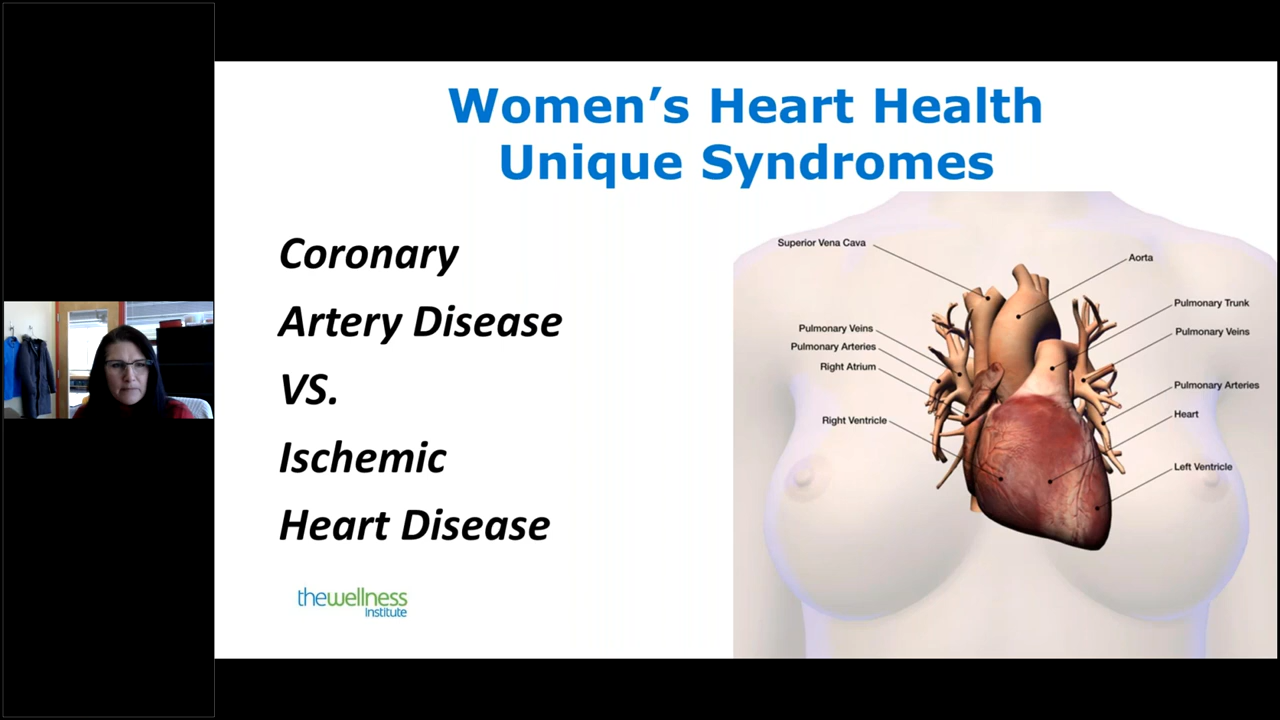 Women’s Heart Health
Unique Syndromes
Coronary
Artery Disease
VS.
Ischemic
Heart Disease
thewellness
institute
Superior Vena Cava
Aorta
Pulmonary Trunk
Pulmonary Veins
Pulmonary Veins
Pulmonary Arteries
Right Atrium
Pulmonary Arteries
Heart
Right Ventricle
Left Ventricle